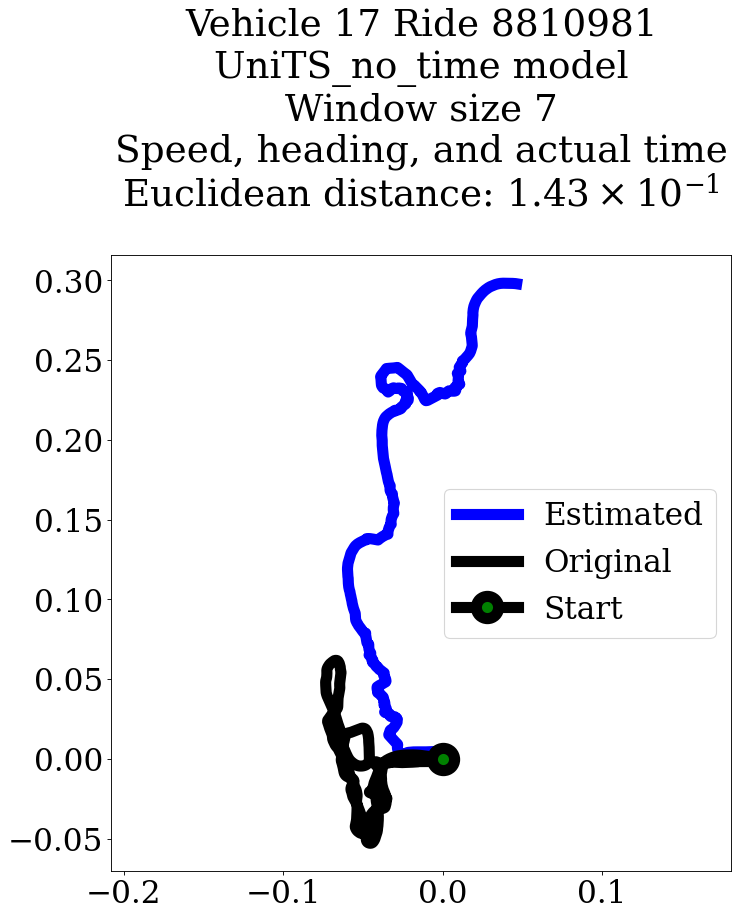 Vehicle 17 Ride 8810981
UniTS_no_time model
Window size 7
Speed, heading, and actual time
Euclidean distance: 1.43 × 10⁻¹
0.30
0.25
0.20
0.15
0.10
0.05
0.00
−0.05
Estimated
Original
Start
−0.2
−0.1
0.0
0.1